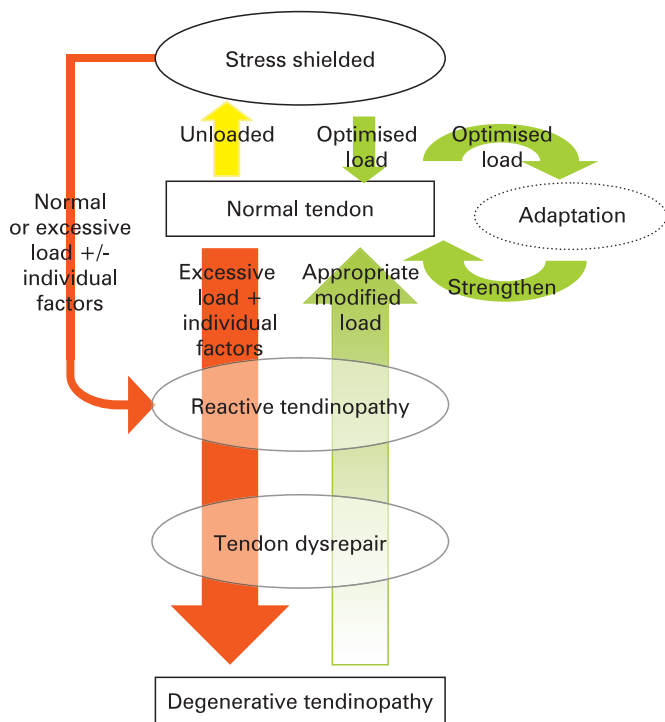 Stress shielded
Unloaded
Optimised
load
Optimised
load
Normal
or excessive
load +/-
individual
factors
Normal tendon
Adaptation
Excessive
load +
individual
factors
Appropriate
modified
load
Strengthen
Reactive tendinopathy
Tendon dysrepair
Degenerative tendinopathy